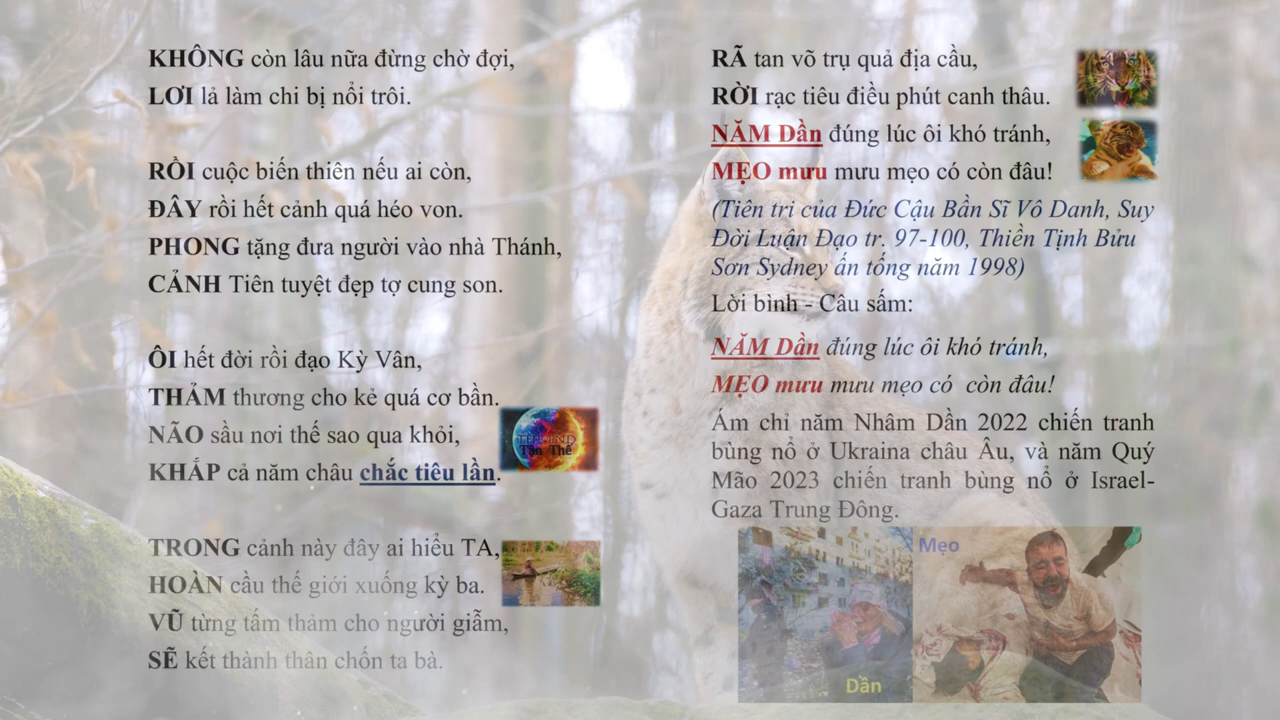 KHÔNG còn lâu nữa đừng chờ đợi,
LƠI lả làm chi bị nổi trôi.
RỒI cuộc biến thiên nếu ai còn,
ĐÂY rồi hết cảnh quá héo von.
PHONG tặng đưa người vào nhà Thánh,
CẢNH Tiên tuyệt đẹp tợ cung son.
ÔI hết đời rồi đạo Kỳ Vân,
THẢM thương cho kẻ quá cơ bần.
NÃO sầu nơi thế sao qua khỏi,
KHẮP cả năm châu chắc tiêu lần.
Tận Thế
TRONG cảnh này đây ai hiểu TA,
HOÀN cầu thế giới xuống kỳ ba.
VŨ từng tấm thảm cho người giẫm,
SẼ kết thành thân chốn ta bà.
RÃ tan võ trụ quả địa cầu,
RỜI rạc tiêu điều phút canh thâu.
NĂM Dần đúng lúc ôi khó tránh,
MẸO mưu mưu mẹo có còn đâu!
(Tiên tri của Đức Cậu Bần Sĩ Vô Danh, Suy
Đời Luận Đạo tr. 97-100, Thiền Tịnh Bửu
Sơn Sydney ấn tống năm 1998)
Lời bình - Câu sấm:
NĂM Dần đúng lúc ôi khó tránh,
MẸO mưu mưu mẹo có còn đâu!
Ám chỉ năm Nhâm Dần 2022 chiến tranh
bùng nổ ở Ukraina châu Âu, và năm Quý
Mão 2023 chiến tranh bùng nổ ở Israel-
Gaza Trung Đông.
Mẹo
Dần